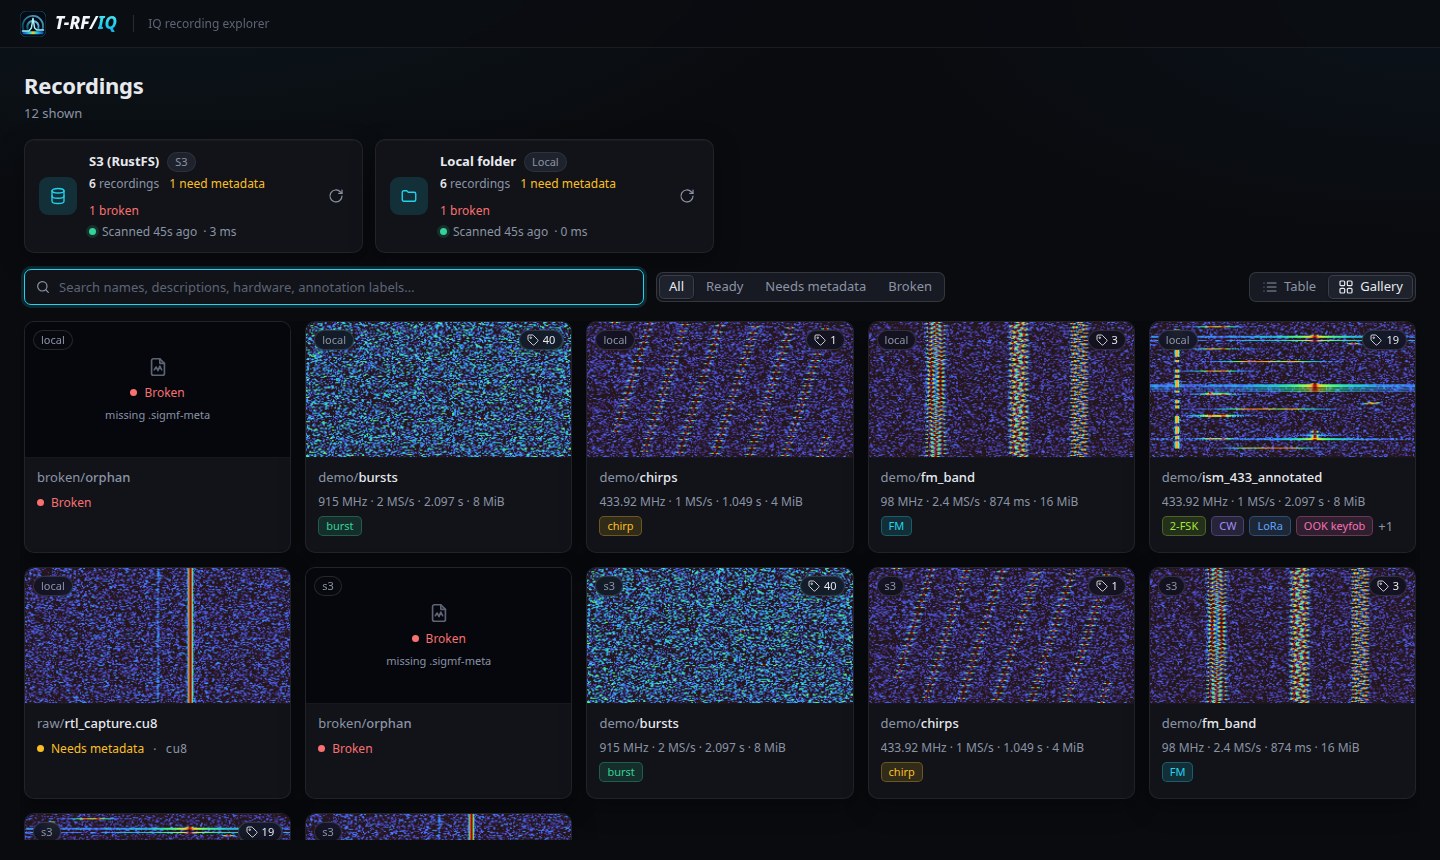 T-RF/IQ IQ recording explorer
Recordings
12 shown
S3 (RustFS) S3
6 recordings 1 need metadata
1 broken
Scanned 45s ago · 3 ms
Local folder Local
6 recordings 1 need metadata
1 broken
Scanned 45s ago · 0 ms
Search names, descriptions, hardware, annotation labels...
All Ready Needs metadata Broken
Table Gallery
local
Broken
missing .sigmf-meta
broken/orphan
Broken
local 40
demo/bursts
915 MHz · 2 MS/s · 2.097 s · 8 MiB
burst
local 1
demo/chirps
433.92 MHz · 1 MS/s · 1.049 s · 4 MiB
chirp
local 3
demo/fm_band
98 MHz · 2.4 MS/s · 874 ms · 16 MiB
FM
local 19
demo/ism_433_annotated
433.92 MHz · 1 MS/s · 2.097 s · 8 MiB
2-FSK CW LoRa OOK keyfob +1
local
raw/rtl_capture.cu8
Needs metadata · cu8
s3
Broken
missing .sigmf-meta
broken/orphan
Broken
s3 40
demo/bursts
915 MHz · 2 MS/s · 2.097 s · 8 MiB
burst
s3 1
demo/chirps
433.92 MHz · 1 MS/s · 1.049 s · 4 MiB
chirp
s3 3
demo/fm_band
98 MHz · 2.4 MS/s · 874 ms · 16 MiB
FM
s3 19
s3